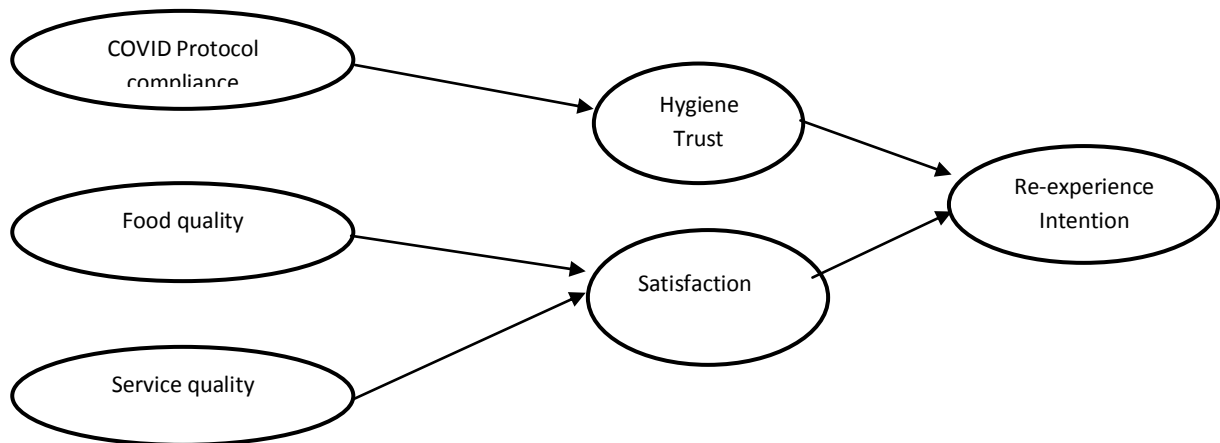 COVID Protocol
compliance
Hygiene
Trust
Re-experience
Intention
Food quality
Satisfaction
Service quality